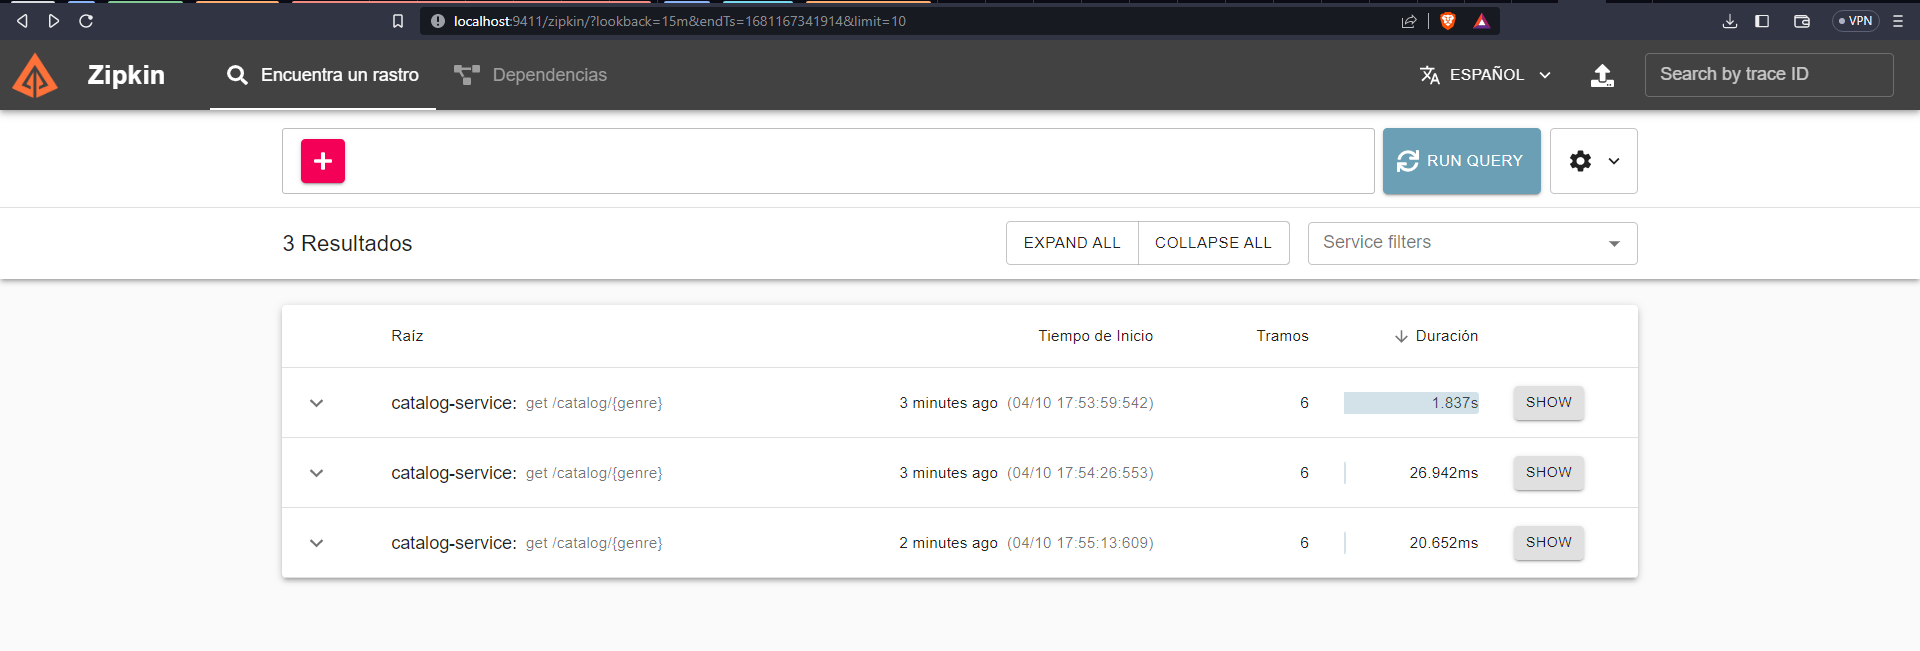 localhost:9411/zipkin/?lookback=15m&endTs=1681167341914&limit=10
VPN
Zipkin
Encuentra un rastro
Dependencias
ESPAÑOL
Search by trace ID
RUN QUERY
3 Resultados
EXPAND ALL
COLLAPSE ALL
Service filters
Raíz Tiempo de Inicio Tramos Duración
catalog-service: get /catalog/{genre} 3 minutes ago (04/10 17:53:59:542) 6 1.837s SHOW
catalog-service: get /catalog/{genre} 3 minutes ago (04/10 17:54:26:553) 6 26.942ms SHOW
catalog-service: get /catalog/{genre} 2 minutes ago (04/10 17:55:13:609) 6 20.652ms SHOW